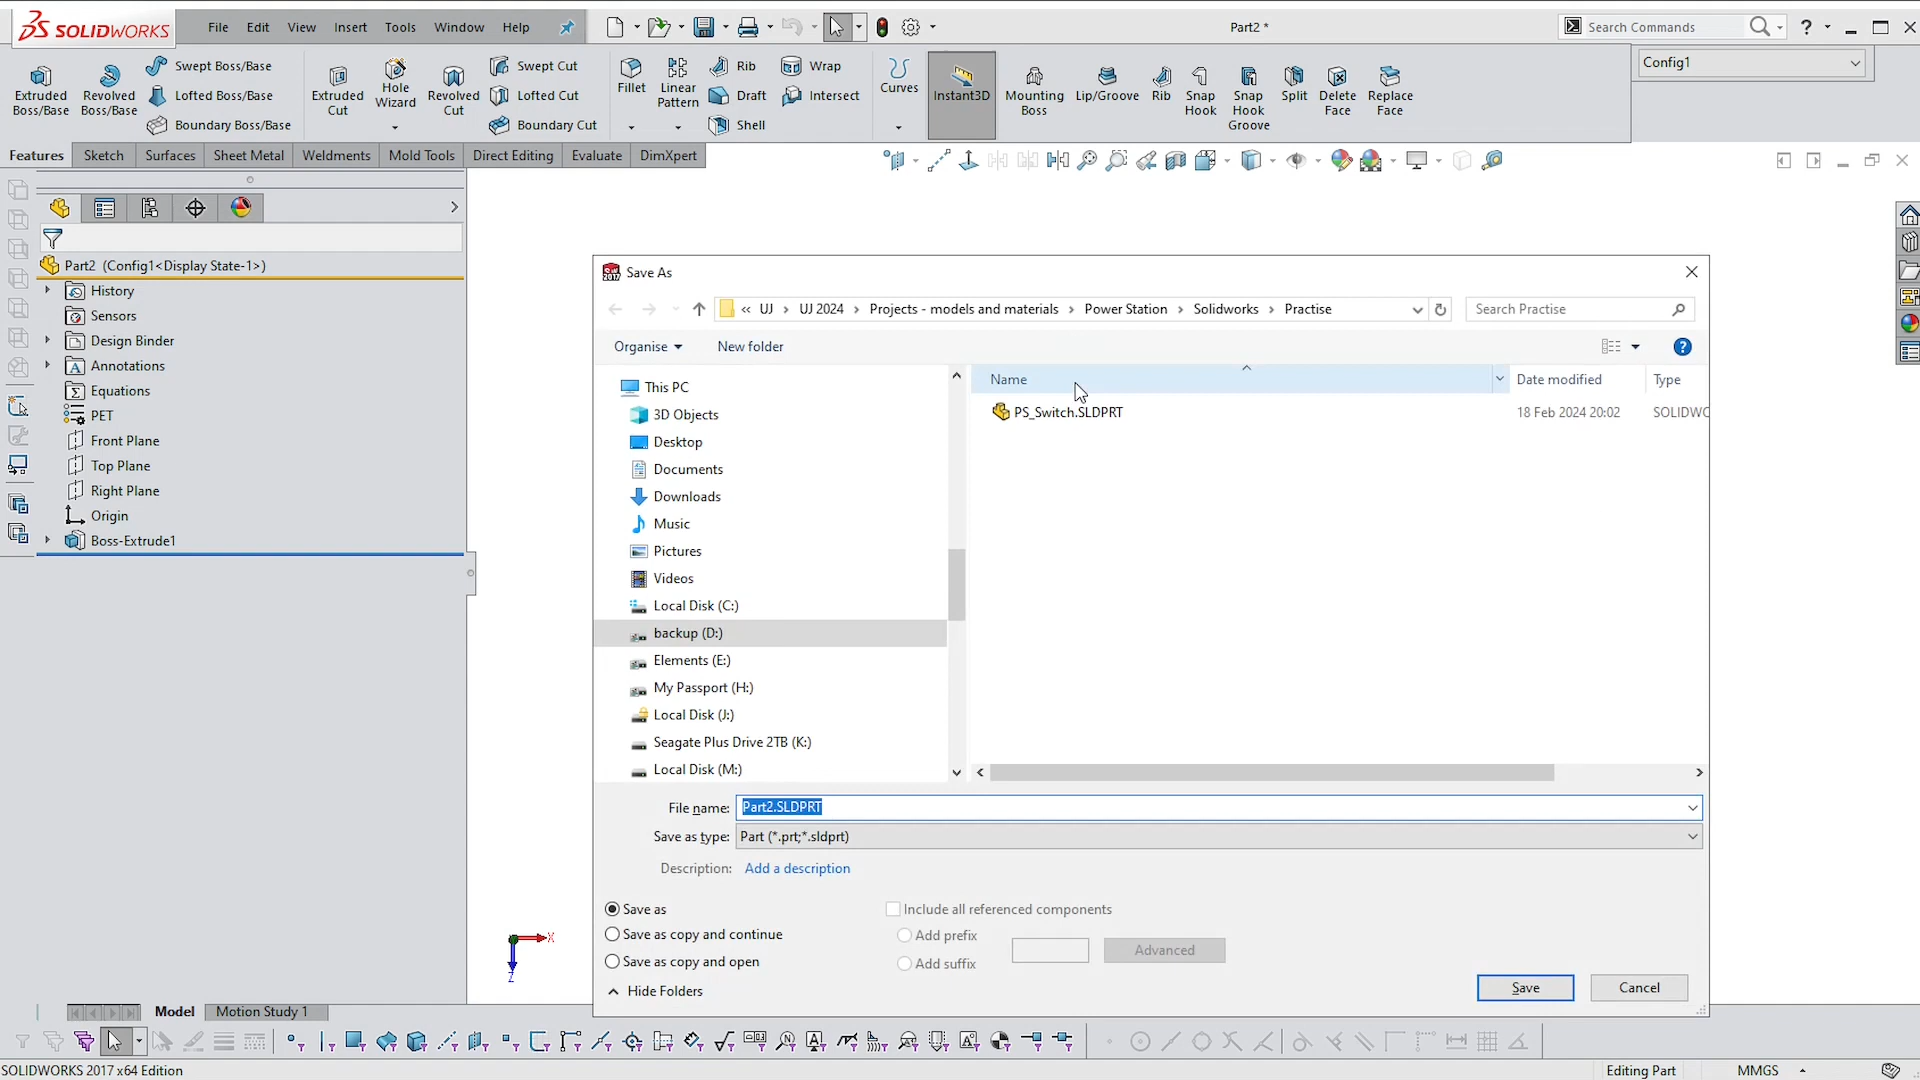 SOLIDWORKS File Edit View Insert Tools Window Help
Part2 *
Search Commands
?
Extruded Boss/Base
Revolved Boss/Base
Swept Boss/Base
Lofted Boss/Base
Boundary Boss/Base
Extruded Cut
Hole Wizard
Revolved Cut
Swept Cut
Lofted Cut
Boundary Cut
Fillet
Linear Pattern
Rib
Draft
Shell
Wrap
Intersect
Curves
Instant3D
Mounting Boss
Lip/Groove
Rib
Snap Hook
Snap Hook Groove
Split
Delete Face
Replace Face
Config1
Features Sketch Surfaces Sheet Metal Weldments Mold Tools Direct Editing Evaluate DimXpert
Part2 (Config1<Display State-1>)
History
Sensors
Design Binder
Annotations
Equations
PET
Front Plane
Top Plane
Right Plane
Origin
Boss-Extrude1
Save As
« UJ › UJ 2024 › Projects - models and materials › Power Station › Solidworks › Practise
Search Practise
Organise New folder
?
This PC
3D Objects
Desktop
Documents
Downloads
Music
Pictures
Videos
Local Disk (C:)
backup (D:)
Elements (E:)
My Passport (H:)
Local Disk (J:)
Seagate Plus Drive 2TB (K:)
Local Disk (M:)
Name Date modified Type
PS_Switch.SLDPRT 18 Feb 2024 20:02 SOLIDWO
File name: Part2.SLDPRT
Save as type: Part (*.prt;*.sldprt)
Description: Add a description
Save as
Save as copy and continue
Save as copy and open
Include all referenced components
Add prefix
Add suffix
Advanced
Hide Folders
Save Cancel
X
Z
Model Motion Study 1
SOLIDWORKS 2017 x64 Edition
Editing Part
MMGS